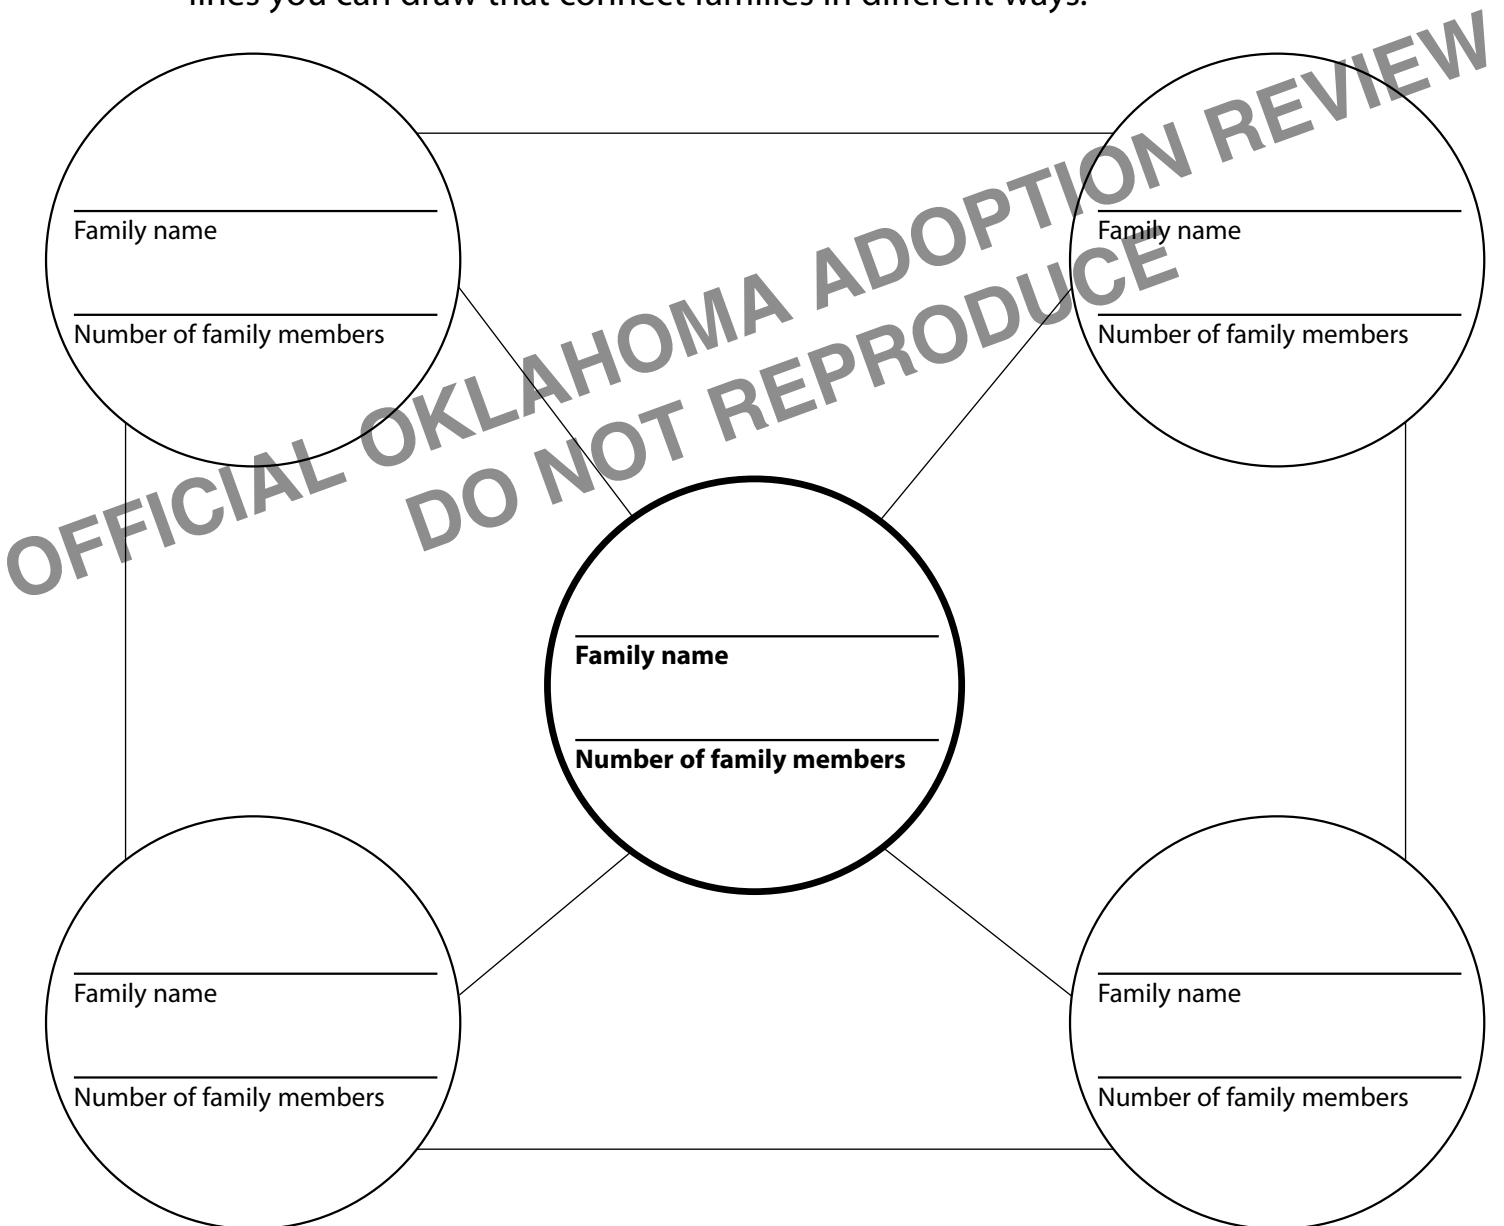 lines you can draw that connect families in different ways.
OFFICIAL OKLAHOMA ADOPTION REVIEW
DO NOT REPRODUCE
Family name
Number of family members
Family name
Number of family members
Family name
Number of family members
Family name
Number of family members
Family name
Number of family members